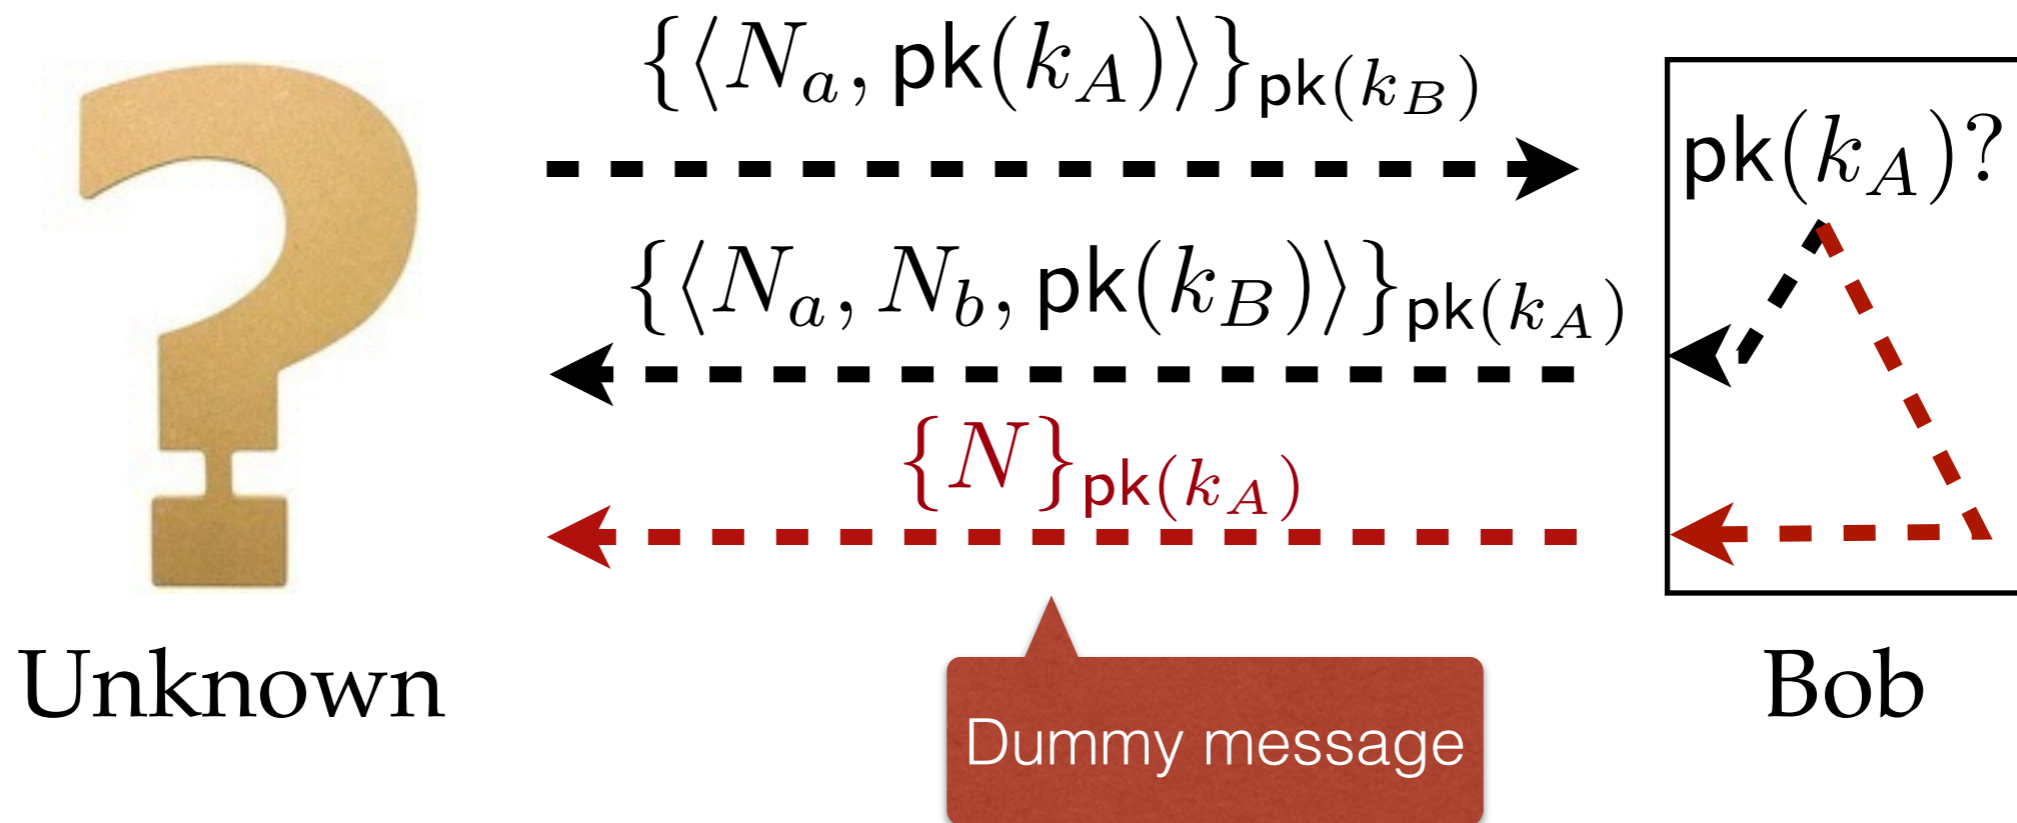 {⟨N_a, pk(k_A)⟩}_pk(k_B)
pk(k_A)?
{⟨N_a, N_b, pk(k_B)⟩}_pk(k_A)
{N}_pk(k_A)
Unknown
Dummy message
Bob